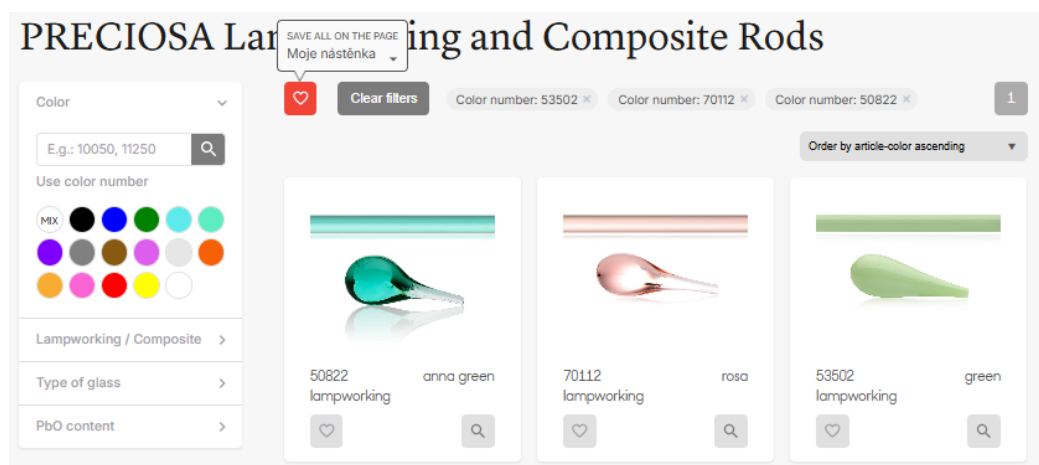 PRECIOSA Lam ing and Composite Rods
SAVE ALL ON THE PAGE
Moje nástěnka
Color
E.g.: 10050, 11250
Use color number
MIX
Lampworking / Composite
Type of glass
PbO content
Clear filters
Color number: 53502 ×
Color number: 70112 ×
Color number: 50822 ×
1
Order by article-color ascending
50822 anna green
lampworking
70112 rosa
lampworking
53502 green
lampworking